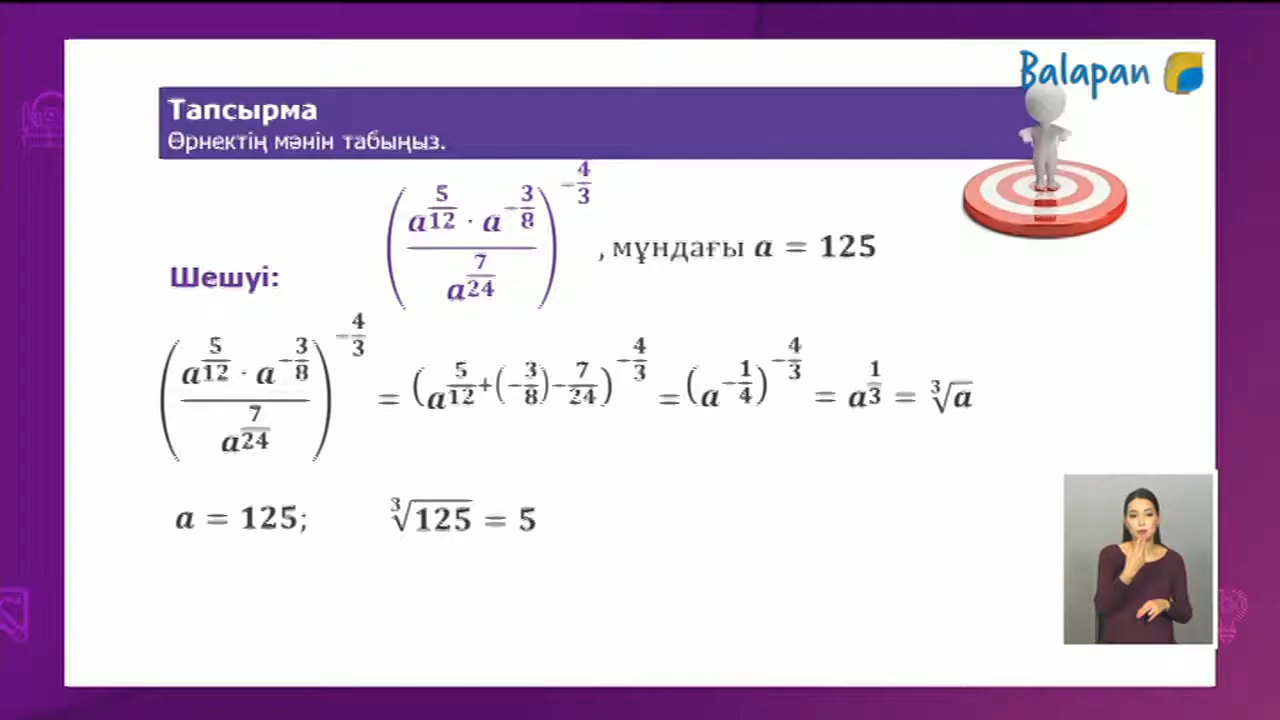 Balapan
Тапсырма
Өрнектің мәнін табыңыз.
(a^(5/12) · a^(−3/8) / a^(7/24))^(−4/3) , мұндағы a = 125
Шешуі:
(a^(5/12) · a^(−3/8) / a^(7/24))^(−4/3) = (a^(5/12+(−3/8)−7/24))^(−4/3) = (a^(−1/4))^(−4/3) = a^(1/3) = ∛a
a = 125; ∛125 = 5